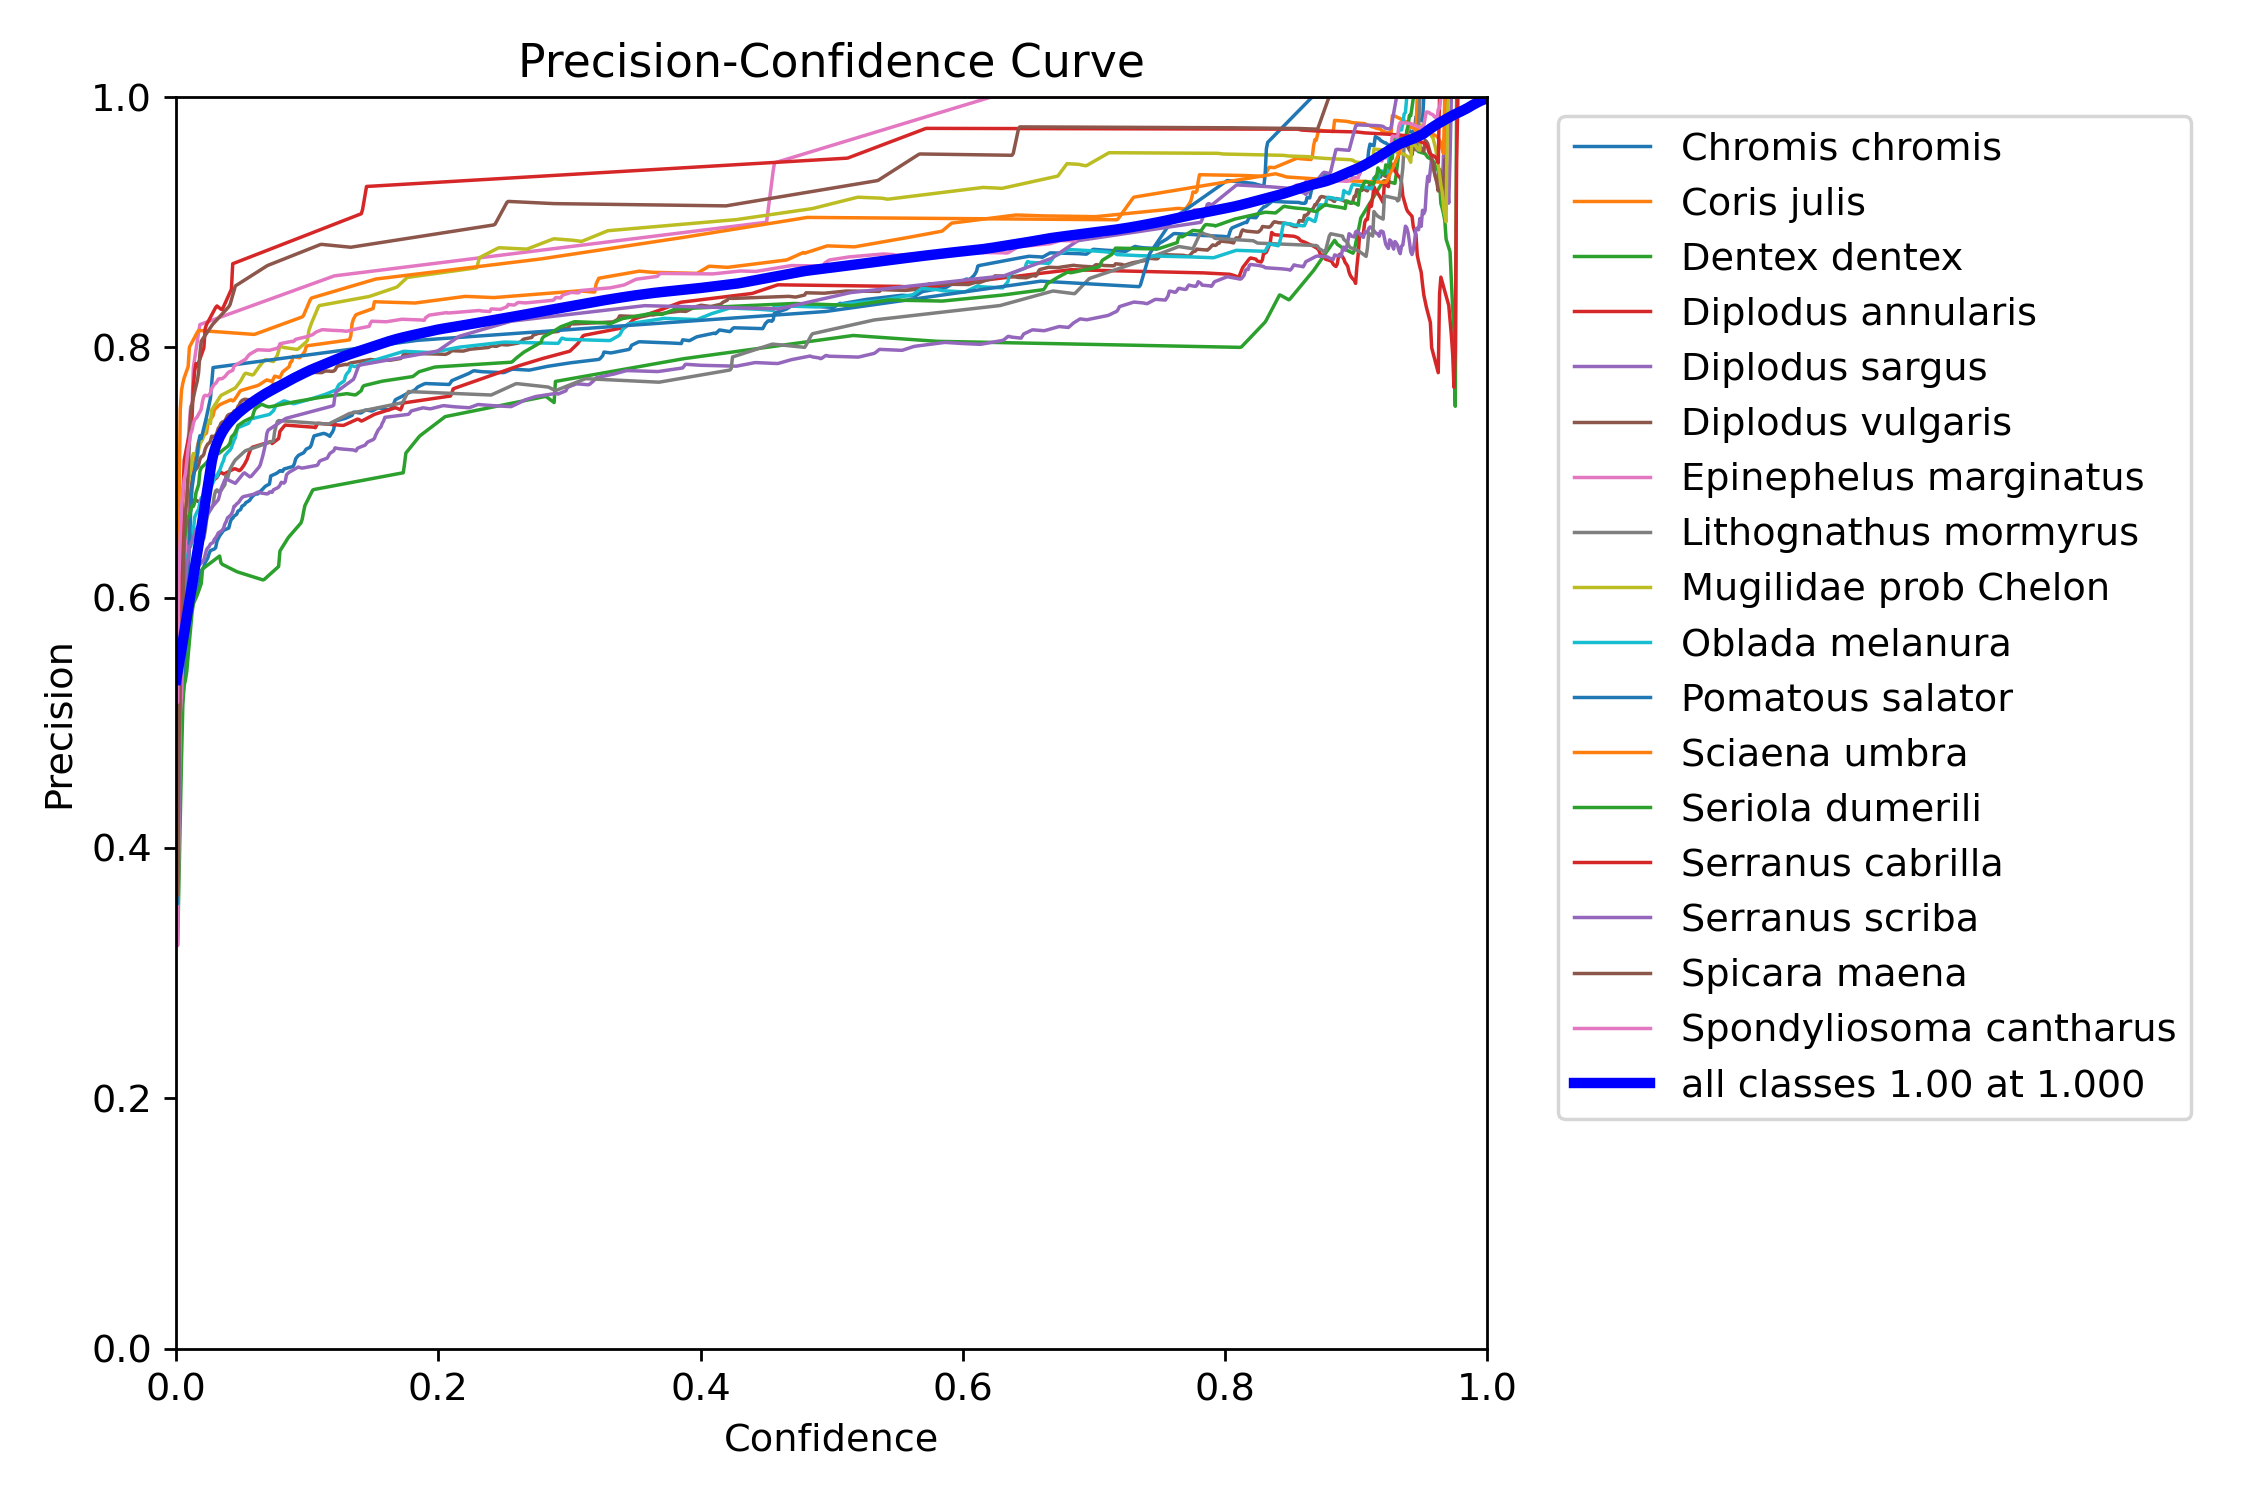 Precision-Confidence Curve
1.0
0.8
0.6
0.4
0.2
0.0
Precision
0.0 0.2 0.4 0.6 0.8 1.0
Confidence
Chromis chromis
Coris julis
Dentex dentex
Diplodus annularis
Diplodus sargus
Diplodus vulgaris
Epinephelus marginatus
Lithognathus mormyrus
Mugilidae prob Chelon
Oblada melanura
Pomatous salator
Sciaena umbra
Seriola dumerili
Serranus cabrilla
Serranus scriba
Spicara maena
Spondyliosoma cantharus
all classes 1.00 at 1.000